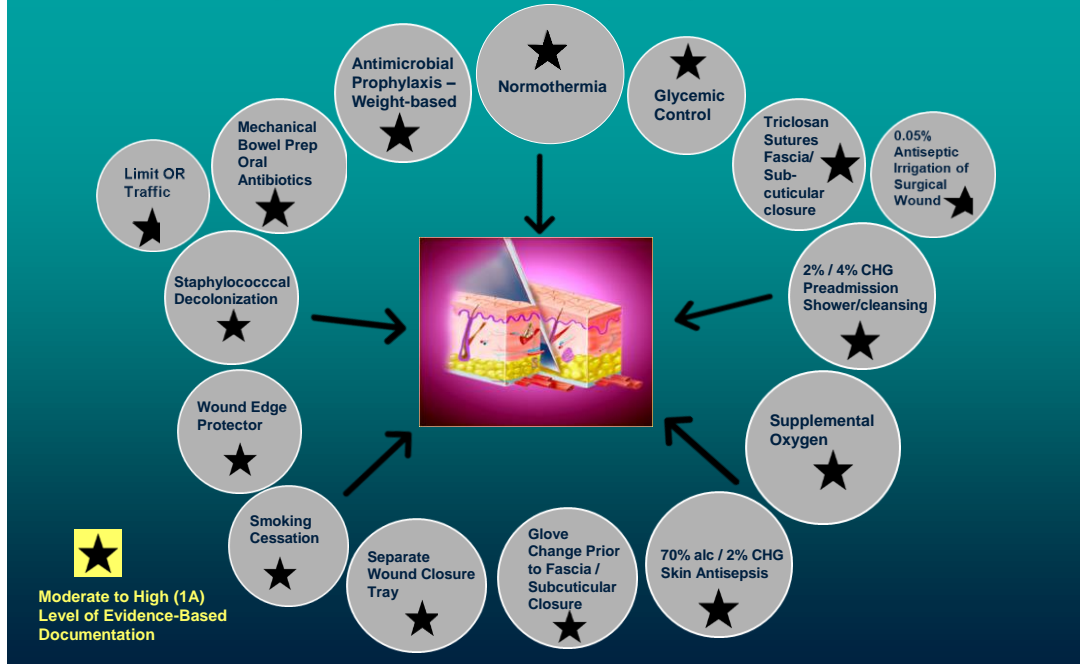 Normothermia
Glycemic
Control
Triclosan
Sutures
Fascia/
Sub-
cuticular
closure
0.05%
Antiseptic
Irrigation of
Surgical
Wound
2% / 4% CHG
Preadmission
Shower/cleansing
Supplemental
Oxygen
70% alc / 2% CHG
Skin Antisepsis
Glove
Change Prior
to Fascia /
Subcuticular
Closure
Separate
Wound Closure
Tray
Smoking
Cessation
Wound Edge
Protector
Staphylococccal
Decolonization
Limit OR
Traffic
Mechanical
Bowel Prep
Oral
Antibiotics
Antimicrobial
Prophylaxis –
Weight-based
Moderate to High (1A)
Level of Evidence-Based
Documentation